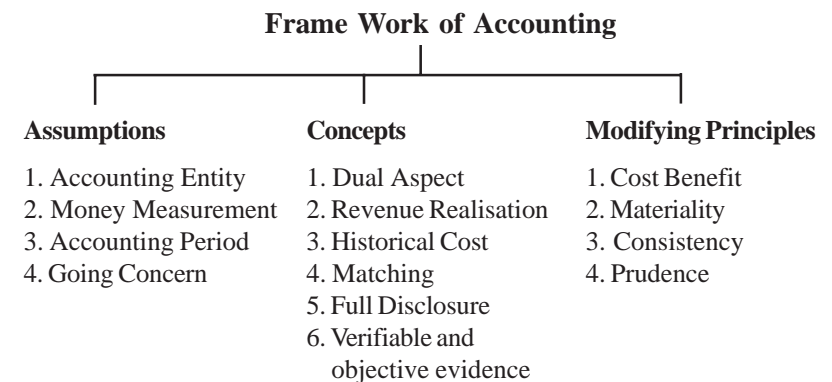 Frame Work of Accounting
Assumptions
1. Accounting Entity
2. Money Measurement
3. Accounting Period
4. Going Concern
Concepts
1. Dual Aspect
2. Revenue Realisation
3. Historical Cost
4. Matching
5. Full Disclosure
6. Verifiable and
objective evidence
Modifying Principles
1. Cost Benefit
2. Materiality
3. Consistency
4. Prudence